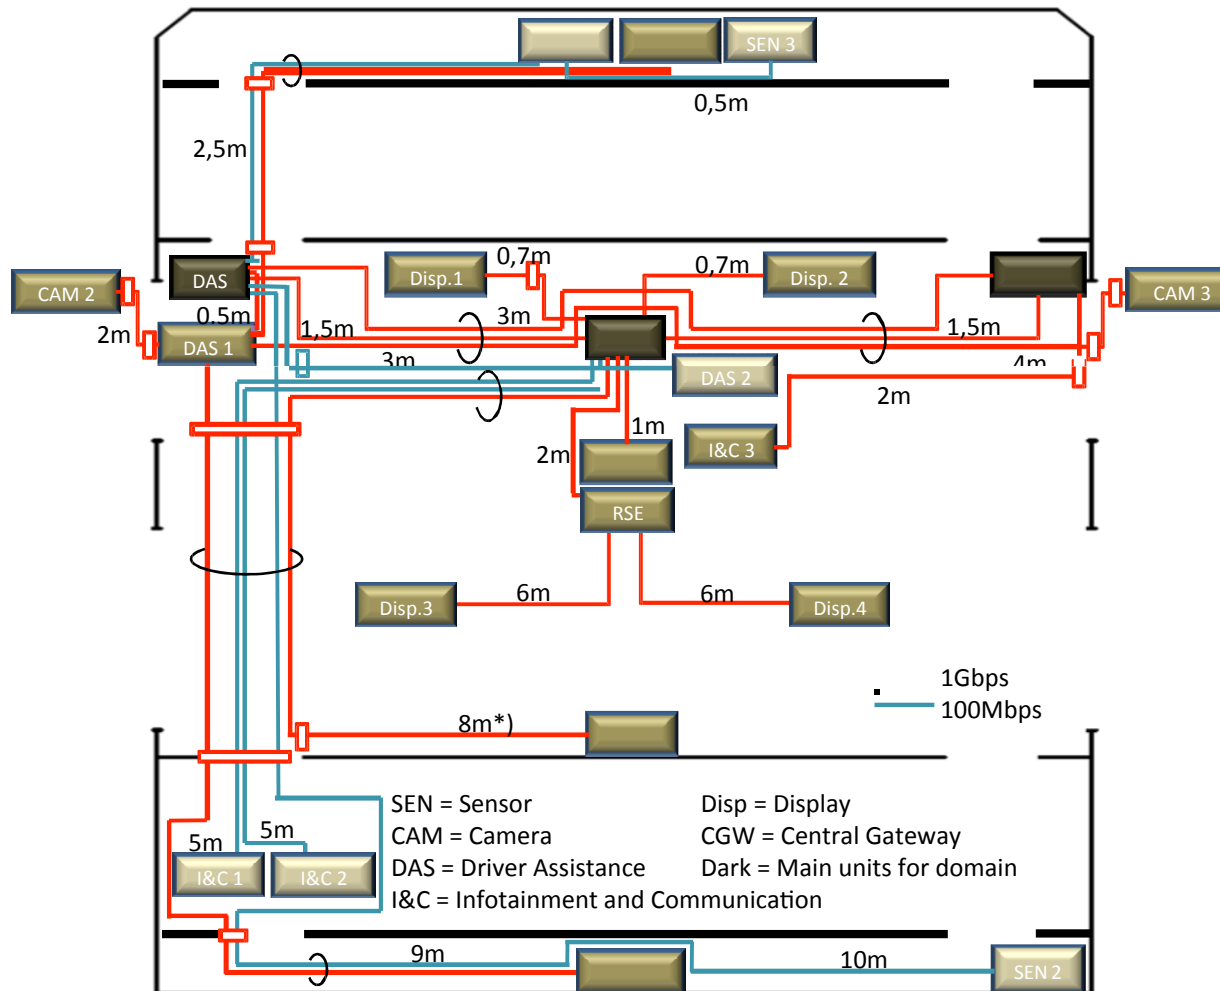 SEN 3
0,5m
2,5m
DAS
Disp.1
0,7m
0,7m
Disp. 2
CAM 2
CAM 3
0.5m
1,5m
3m
1,5m
2m
DAS 1
3m
4m
DAS 2
2m
1m
I&C 3
2m
RSE
Disp.3
6m
6m
Disp.4
1Gbps
100Mbps
8m*)
SEN = Sensor
Disp = Display
CAM = Camera
CGW = Central Gateway
5m
5m
DAS = Driver Assistance
Dark = Main units for domain
I&C 1
I&C 2
I&C = Infotainment and Communication
9m
10m
SEN 2